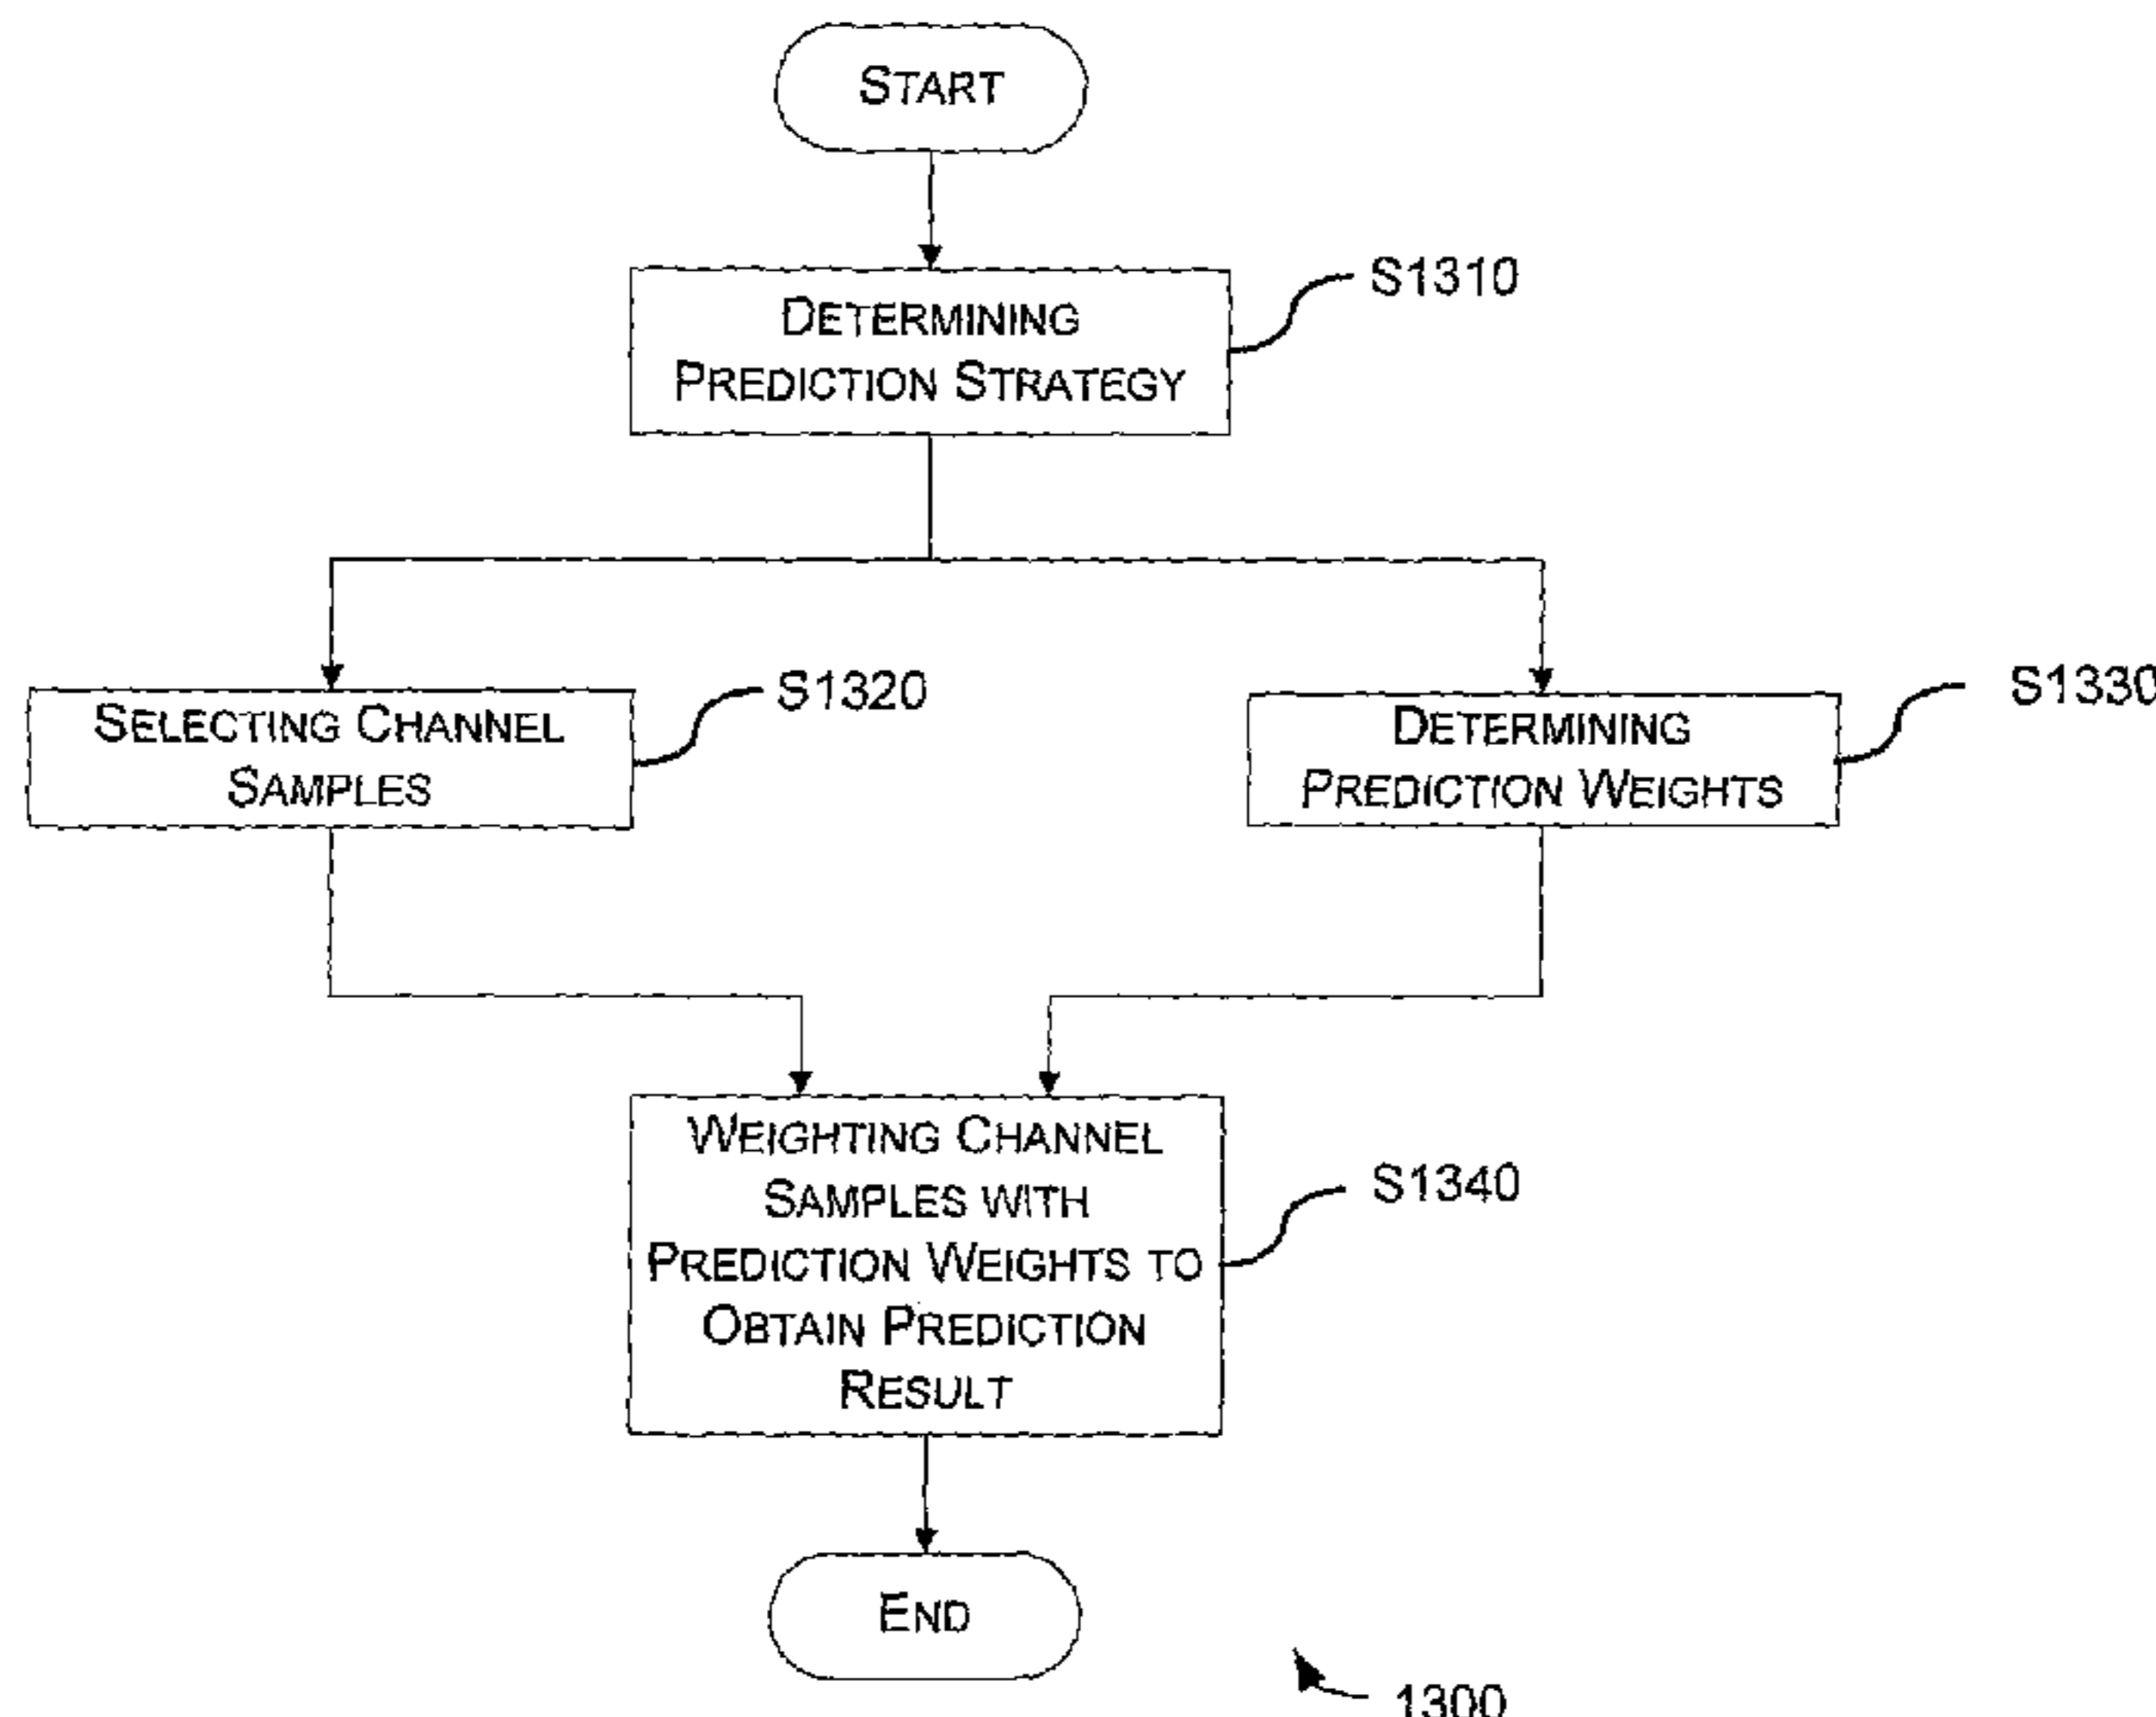 START
DETERMINING
PREDICTION STRATEGY
S1310
SELECTING CHANNEL
SAMPLES
S1320
DETERMINING
PREDICTION WEIGHTS
S1330
WEIGHTING CHANNEL
SAMPLES WITH
PREDICTION WEIGHTS TO
OBTAIN PREDICTION
RESULT
S1340
END
1300